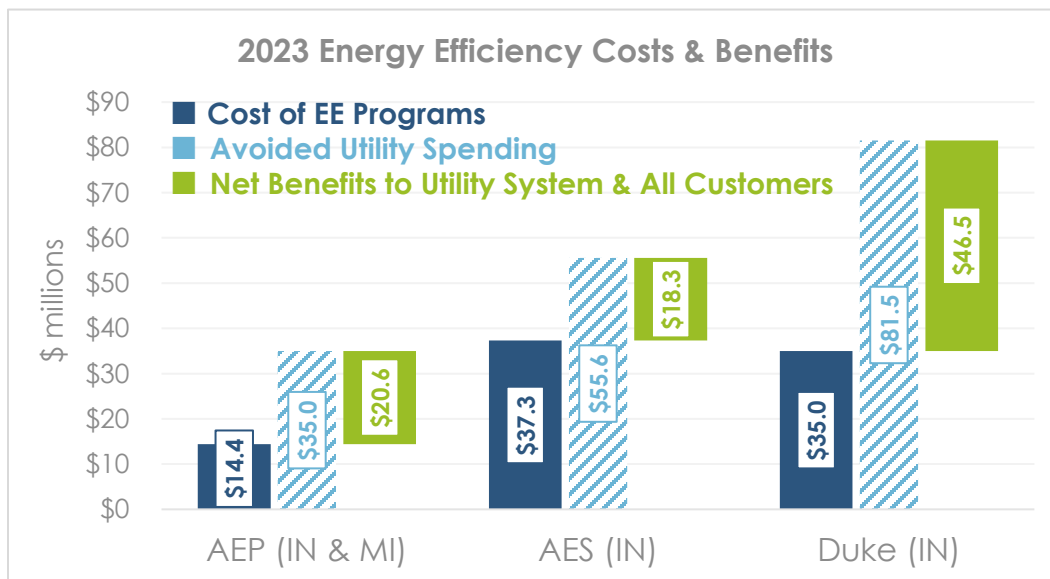 2023 Energy Efficiency Costs & Benefits
$90
$80
$70
$60
$50
$40
$30
$20
$10
$0
$ millions
Cost of EE Programs
Avoided Utility Spending
Net Benefits to Utility System & All Customers
$14.4
$35.0
$20.6
$37.3
$55.6
$18.3
$35.0
$81.5
$46.5
AEP (IN & MI)
AES (IN)
Duke (IN)